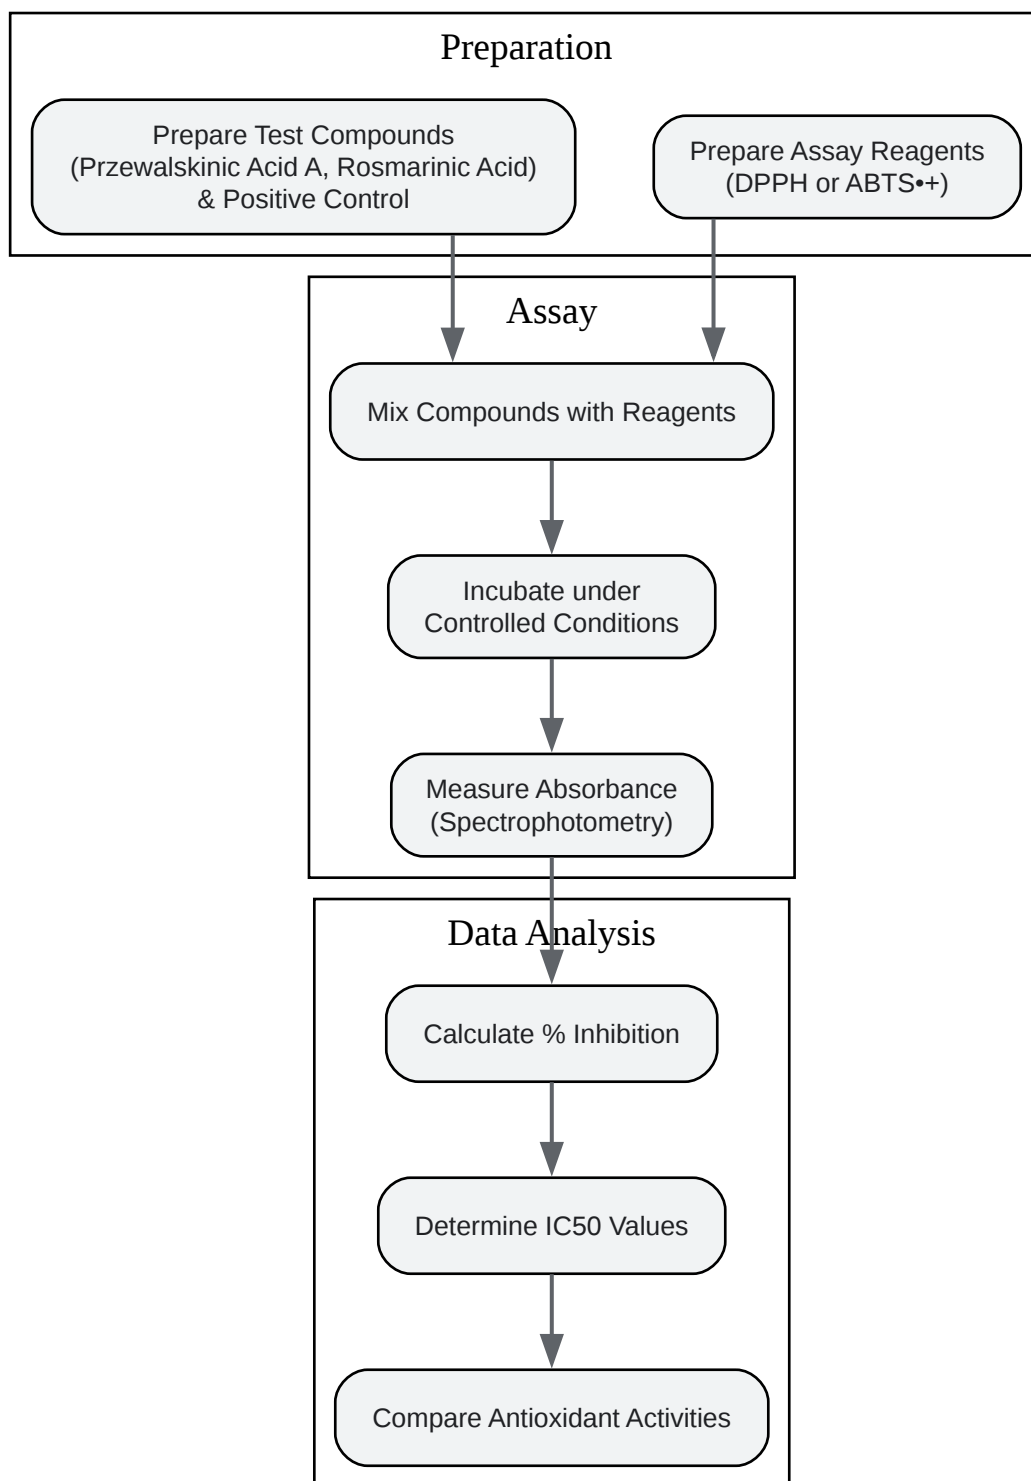 Preparation
Prepare Test Compounds
(Przewalskinic Acid A, Rosmarinic Acid)
& Positive Control
Prepare Assay Reagents
(DPPH or ABTS•+)
Assay
Mix Compounds with Reagents
Incubate under
Controlled Conditions
Measure Absorbance
(Spectrophotometry)
Data Analysis
Calculate % Inhibition
Determine IC50 Values
Compare Antioxidant Activities